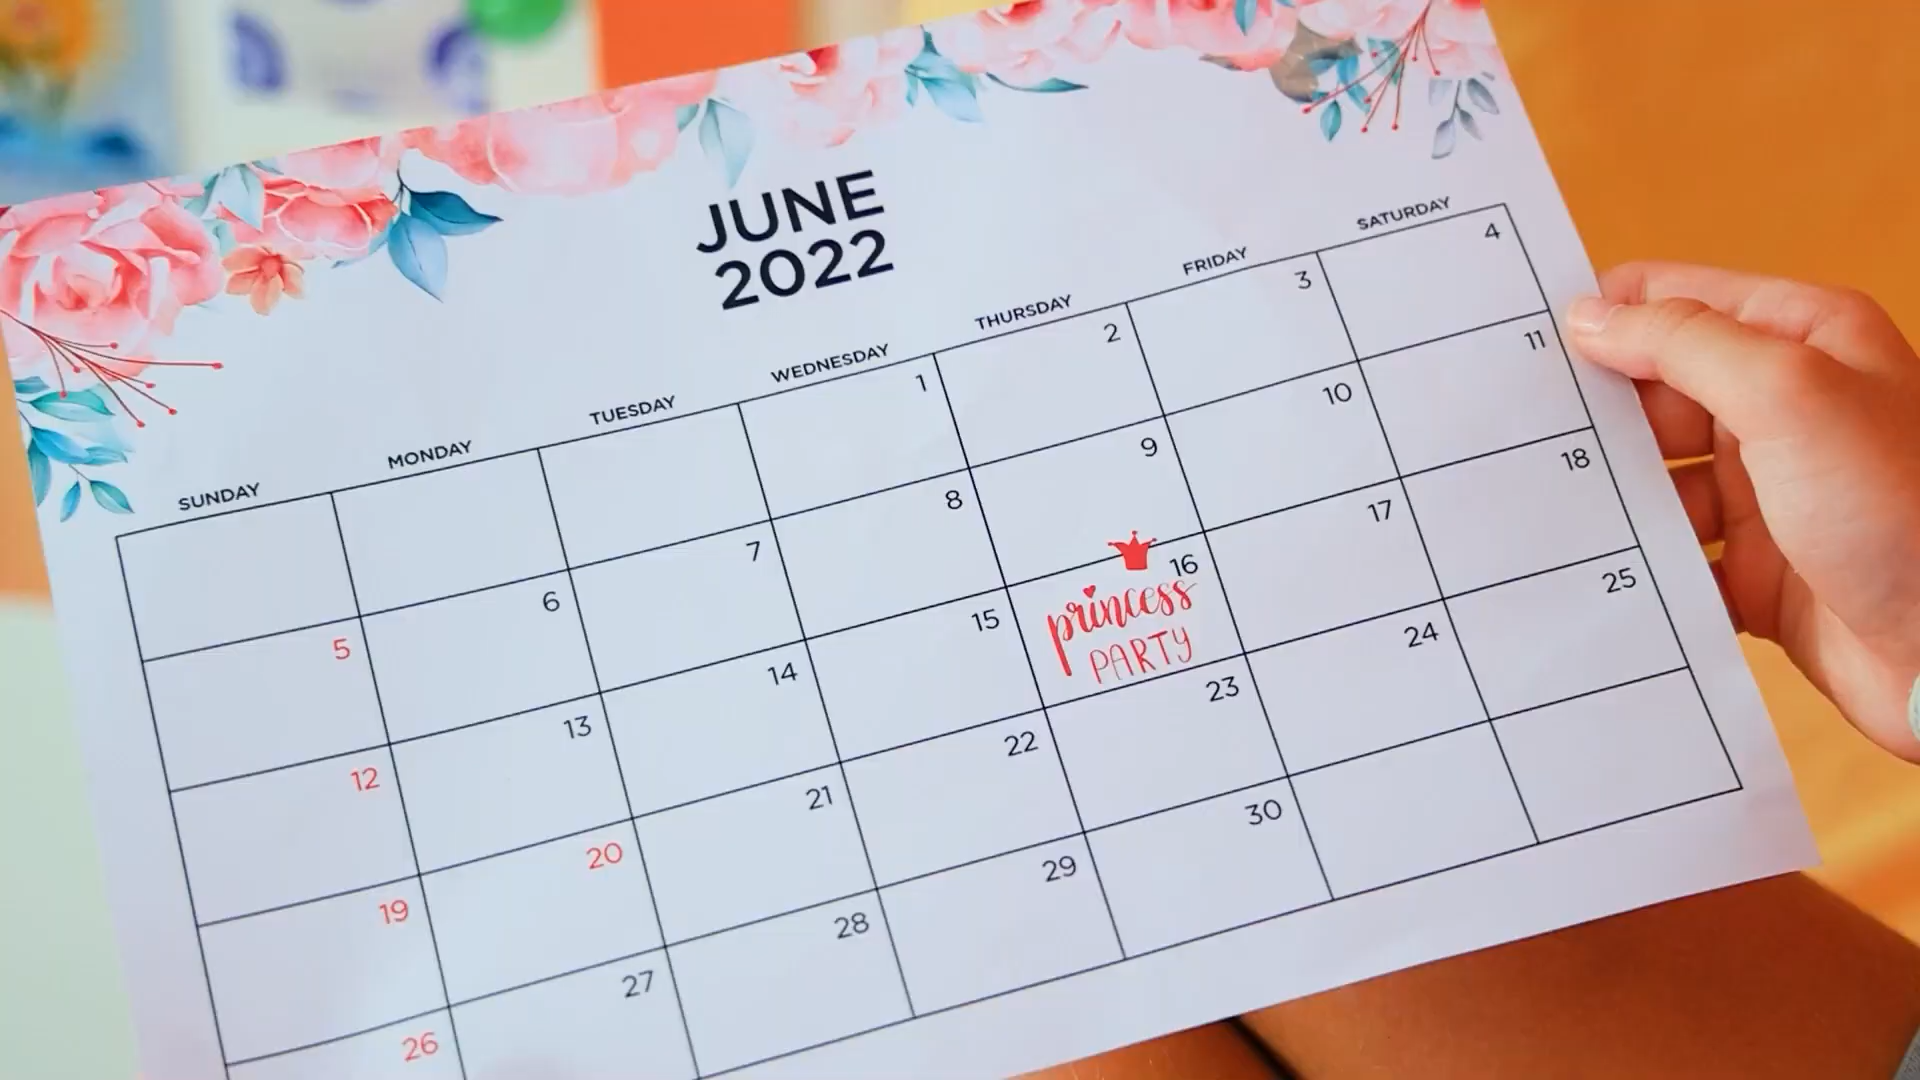 JUNE
2022
SUNDAY MONDAY TUESDAY WEDNESDAY THURSDAY FRIDAY SATURDAY
1 2 3 4
5 6 7 8 9 10 11
12 13 14 15 16 17 18
princess
PARTY
19 20 21 22 23 24 25
26 27 28 29 30